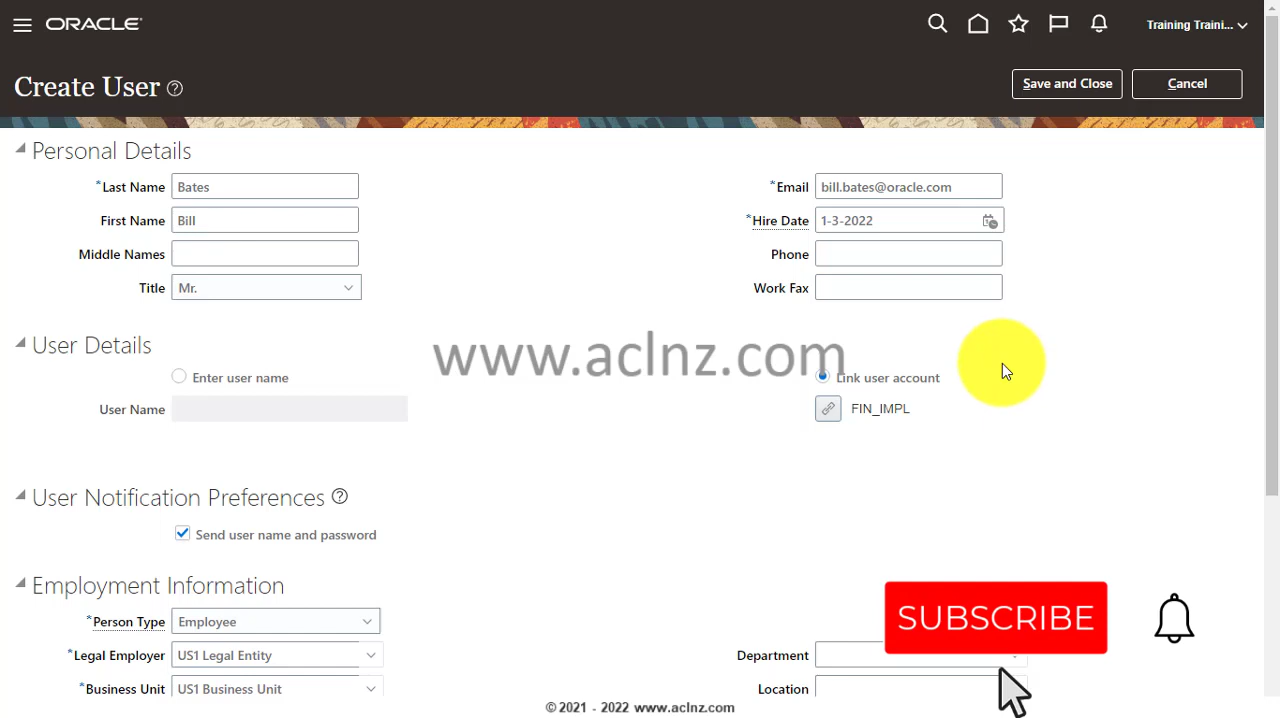 ORACLE
Training Traini...
Create User
Save and Close
Cancel
Personal Details
*Last Name Bates
*Email bill.bates@oracle.com
First Name Bill
*Hire Date 1-3-2022
Middle Names
Phone
Title Mr.
Work Fax
User Details
www.aclnz.com
Enter user name
Link user account
User Name
FIN_IMPL
User Notification Preferences
Send user name and password
Employment Information
*Person Type Employee
SUBSCRIBE
*Legal Employer US1 Legal Entity
Department
*Business Unit US1 Business Unit
Location
© 2021 - 2022 www.aclnz.com